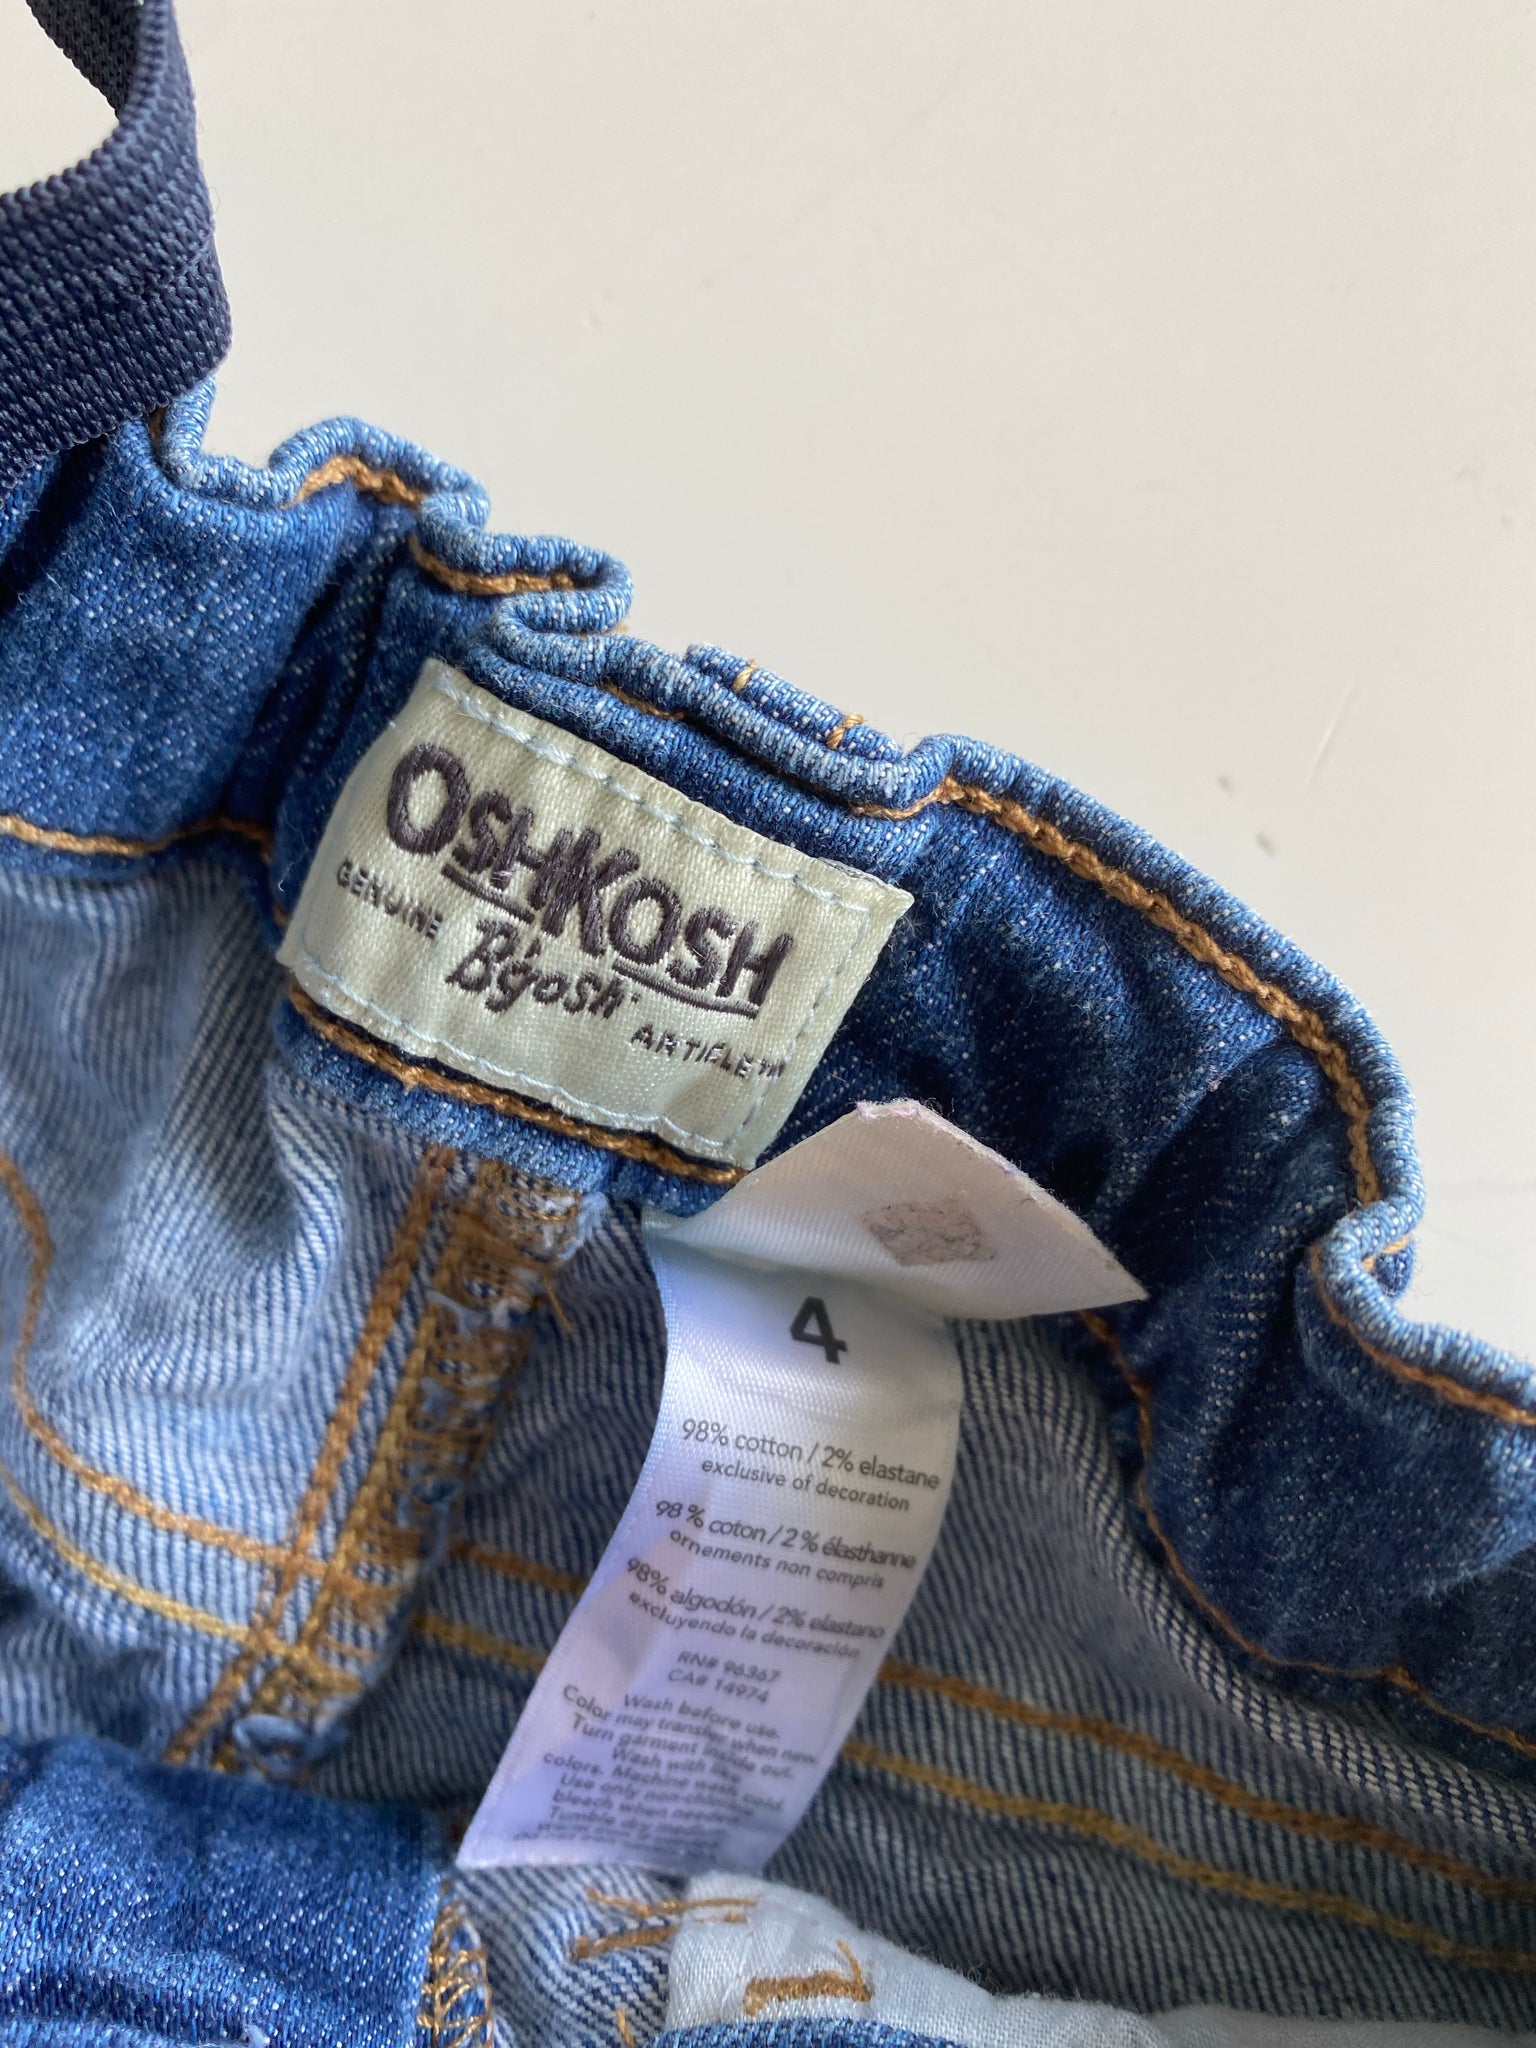 OSHKOSH
GENUINE B'gosh ARTICLE™
4
98% cotton / 2% elastane
exclusive of decoration
98% coton / 2% élasthanne
ornements non compris
98% algodón / 2% elastano
excluyendo la decoración
RN# 96367
CA# 14974
Wash before use.
Color may transfer when new.
Turn garment inside out.
Wash with like
colors. Machine wash cold.
Use only non-chlorine
bleach when needed.
Tumble dry